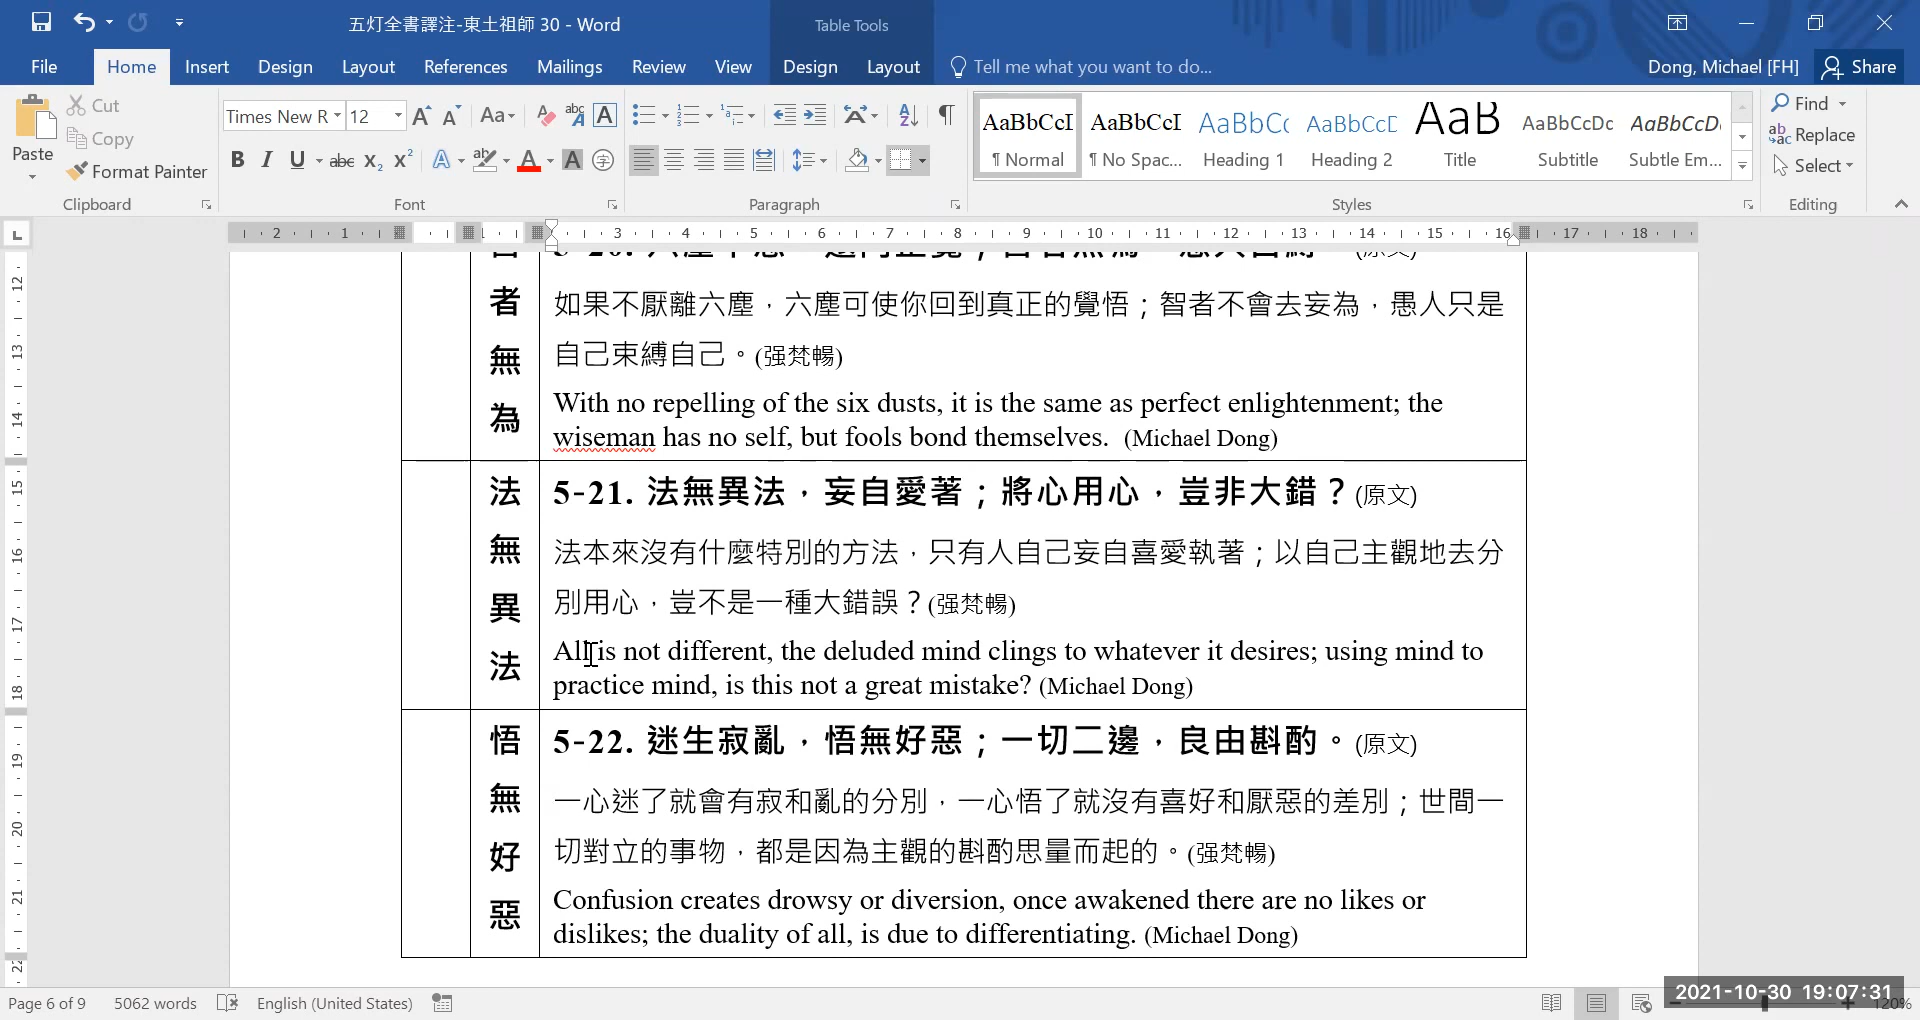 五灯全書譯注-東土祖師 30 - Word
Table Tools
File Home Insert Design Layout References Mailings Review View Design Layout Tell me what you want to do...
Dong, Michael [FH] Share
Paste
Cut
Copy
Format Painter
Clipboard
Times New R 12
Font
Paragraph
AaBbCcI AaBbCcI AaBbCc AaBbCcD AaB AaBbCcDc AaBbCcD
¶ Normal ¶ No Spac... Heading 1 Heading 2 Title Subtitle Subtle Em...
Styles
Find
Replace
Select
Editing
者無為
如果不厭離六塵，六塵可使你回到真正的覺悟；智者不會去妄為，愚人只是
自己束縛自己。(强梵暢)
With no repelling of the six dusts, it is the same as perfect enlightenment; the
wiseman has no self, but fools bond themselves. (Michael Dong)
法無異法
5-21. 法無異法，妄自愛著；將心用心，豈非大錯？(原文)
法本來沒有什麼特別的方法，只有人自己妄自喜愛執著；以自己主觀地去分
別用心，豈不是一種大錯誤？(强梵暢)
All is not different, the deluded mind clings to whatever it desires; using mind to
practice mind, is this not a great mistake? (Michael Dong)
悟無好惡
5-22. 迷生寂亂，悟無好惡；一切二邊，良由斟酌。(原文)
一心迷了就會有寂和亂的分別，一心悟了就沒有喜好和厭惡的差別；世間一
切對立的事物，都是因為主觀的斟酌思量而起的。(强梵暢)
Confusion creates drowsy or diversion, once awakened there are no likes or
dislikes; the duality of all, is due to differentiating. (Michael Dong)
Page 6 of 9 5062 words English (United States)
2021-10-30 19:07:31
120%